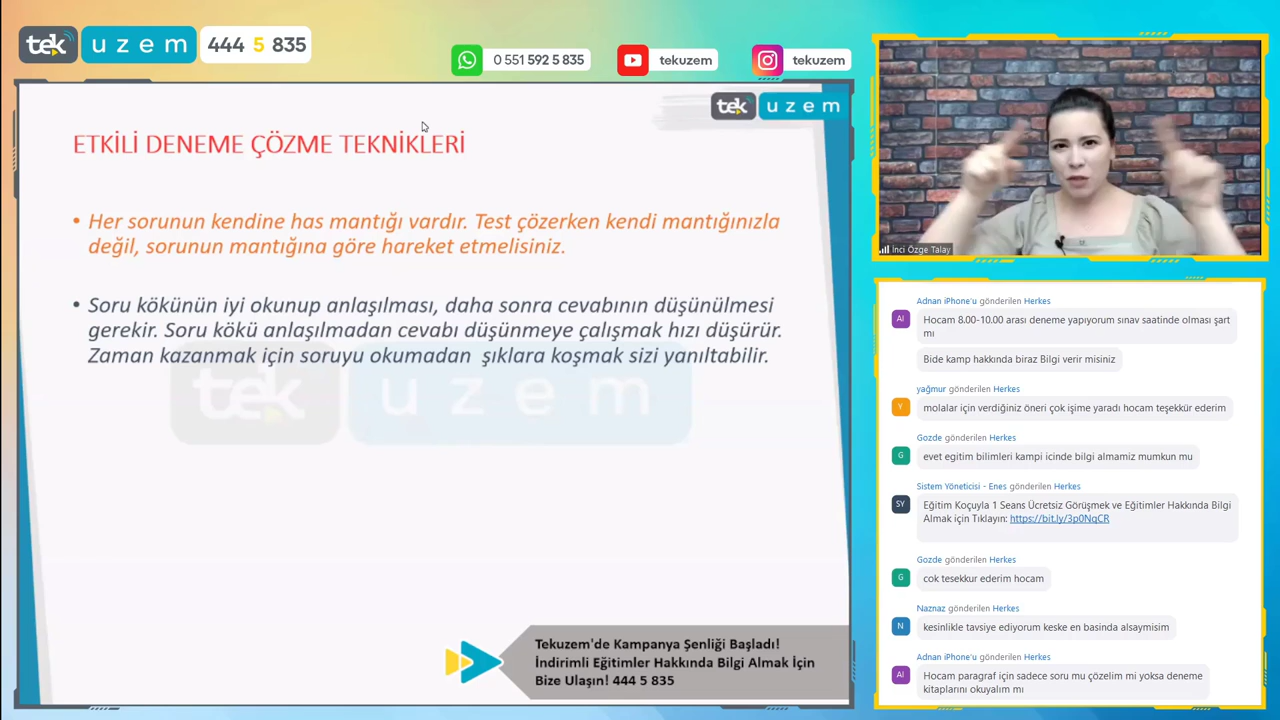 tek uzem 444 5 835
0 551 592 5 835
tekuzem
tekuzem
tek uzem
ETKİLİ DENEME ÇÖZME TEKNİKLERİ
• Her sorunun kendine has mantığı vardır. Test çözerken kendi mantığınızla
değil, sorunun mantığına göre hareket etmelisiniz.
• Soru kökünün iyi okunup anlaşılması, daha sonra cevabının düşünülmesi
gerekir. Soru kökü anlaşılmadan cevabı düşünmeye çalışmak hızı düşürür.
Zaman kazanmak için soruyu okumadan şıklara koşmak sizi yanıltabilir.
tek uzem
Tekuzem'de Kampanya Şenliği Başladı!
İndirimli Eğitimler Hakkında Bilgi Almak İçin
Bize Ulaşın! 444 5 835
İnci Özge Talay
Adnan iPhone'u gönderilen Herkes
AI
Hocam 8.00-10.00 arası deneme yapıyorum sınav saatinde olması şart
mı
Bide kamp hakkında biraz Bilgi verir misiniz
yağmur gönderilen Herkes
Y
molalar için verdiğiniz öneri çok işime yaradı hocam teşekkür ederim
Gozde gönderilen Herkes
G
evet egitim bilimleri kampi icinde bilgi almamiz mumkun mu
Sistem Yöneticisi - Enes gönderilen Herkes
SY
Eğitim Koçuyla 1 Seans Ücretsiz Görüşmek ve Eğitimler Hakkında Bilgi
Almak için Tıklayın: https://bit.ly/3p0NqCR
Gozde gönderilen Herkes
G
cok tesekkur ederim hocam
Naznaz gönderilen Herkes
N
kesinlikle tavsiye ediyorum keske en basinda alsaymisim
Adnan iPhone'u gönderilen Herkes
AI
Hocam paragraf için sadece soru mu çözelim mi yoksa deneme
kitaplarını okuyalım mı